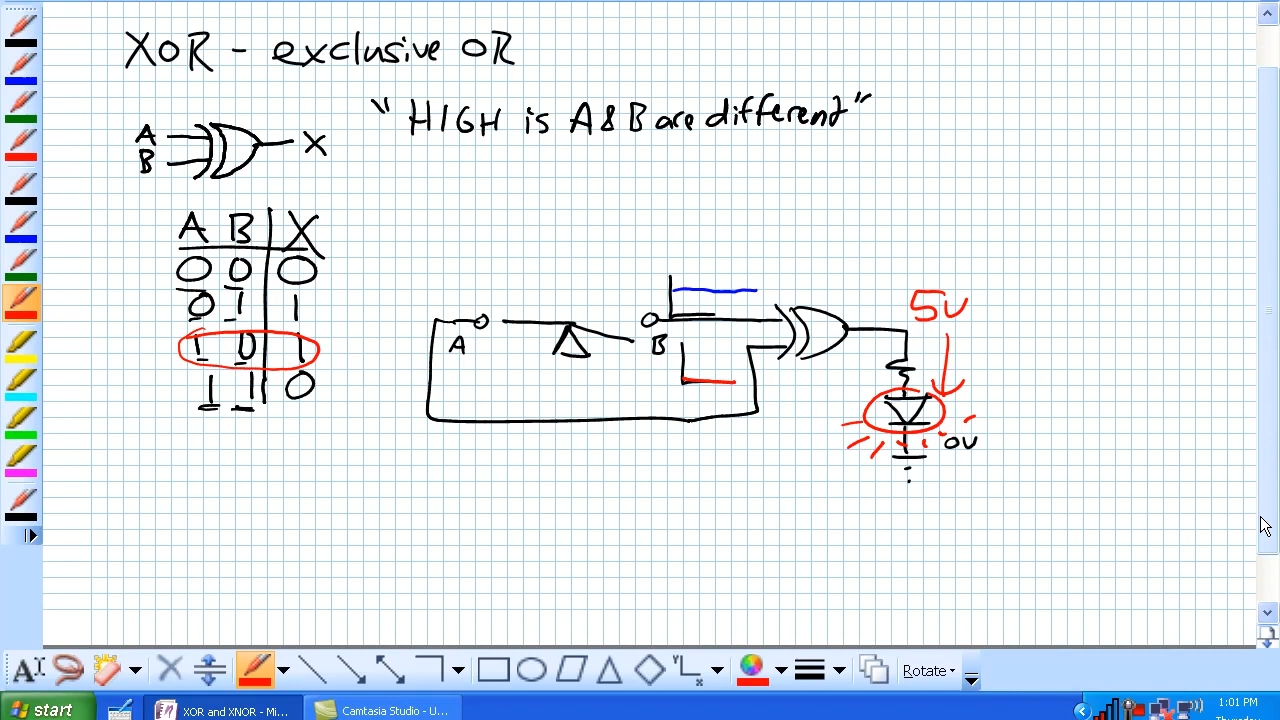 XOR - exclusive OR
"HIGH is A & B are different"
A
B
X
A B X
0 0 0
0 1 1
1 0 1
1 1 0
A
B
5V
0V
A
Rotate
start
XOR and XNOR - Mi...
Camtasia Studio - U...
1:01 PM
Thursday